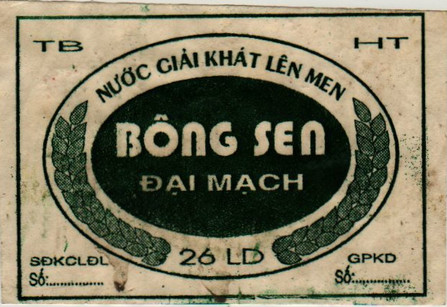 TB HT
NƯỚC GIẢI KHÁT LÊN MEN
BÔNG SEN
ĐẠI MẠCH
26 LD
SĐKCLĐL GPKD
Số:............... Số:...............